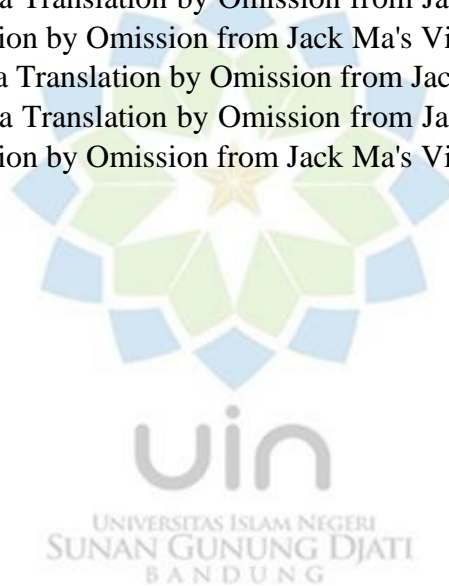 a Translation by Omission from Ja
ion by Omission from Jack Ma's Vi
a Translation by Omission from Jac
a Translation by Omission from Ja
ion by Omission from Jack Ma's Vi
uin
UNIVERSITAS ISLAM NEGERI
SUNAN GUNUNG DJATI
BANDUNG